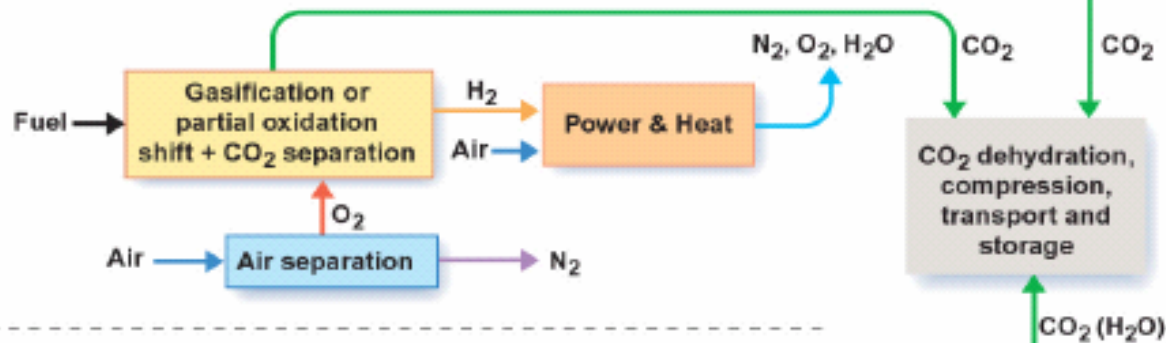 N₂, O₂, H₂O
CO₂
CO₂
Fuel
Gasification or
partial oxidation
shift + CO₂ separation
H₂
Air
Power & Heat
CO₂ dehydration,
compression,
transport and
storage
O₂
Air
Air separation
N₂
CO₂ (H₂O)